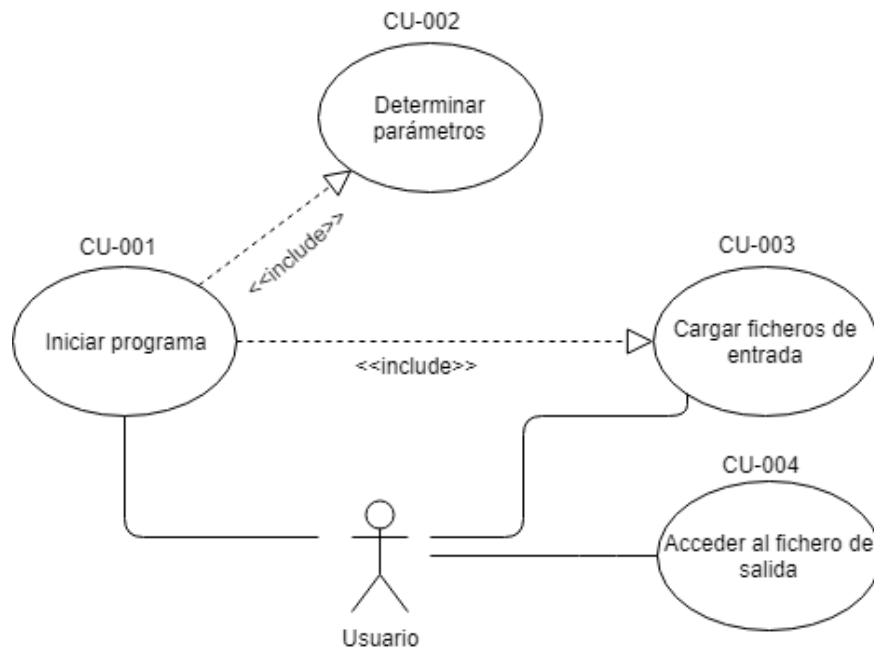 CU-002
Determinar
parámetros
<<include>>
CU-001
Iniciar programa
CU-003
Cargar ficheros de
entrada
<<include>>
CU-004
Acceder al fichero de
salida
Usuario